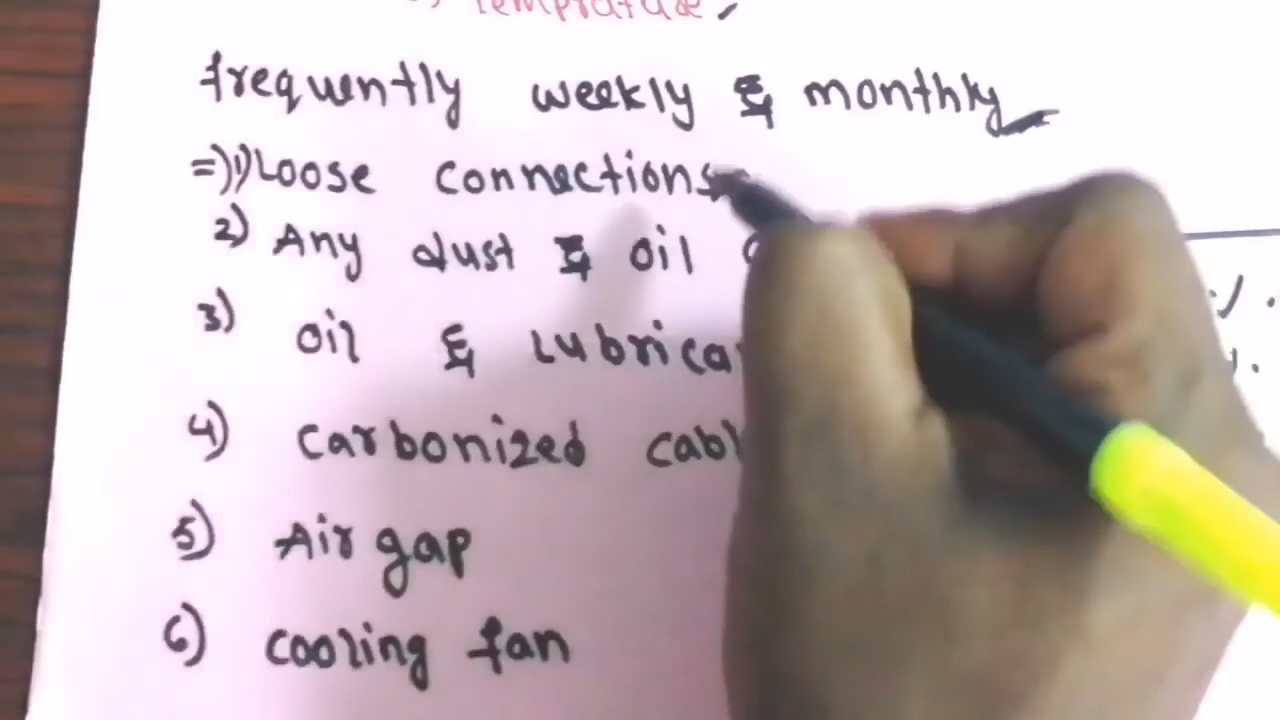 frequently weekly & monthly
=) 1) Loose connections
2) Any dust & oil
3) oil & Lubrica
4) carbonized cabl
5) Air gap
6) cooling fan